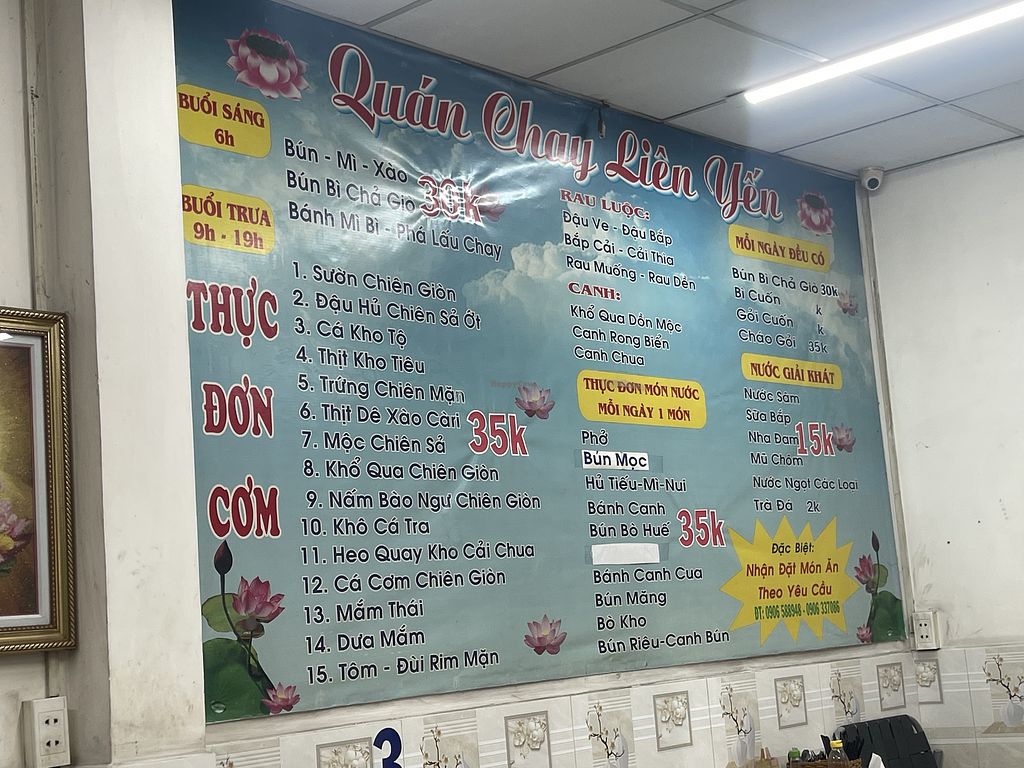 Quán Chay Liên Yến
BUỔI SÁNG
6h
Bún - Mì - Xào
Bún Bì Chả Giò
Bánh Mì Bì - Phá Lấu Chay
30k
BUỔI TRƯA
9h - 19h
THỰC
ĐƠN
CƠM
1. Sườn Chiên Giòn
2. Đậu Hủ Chiên Sả Ớt
3. Cá Kho Tộ
4. Thịt Kho Tiêu
5. Trứng Chiên Mặn
6. Thịt Dê Xào Càri
7. Mộc Chiên Sả
8. Khổ Qua Chiên Giòn
9. Nấm Bào Ngư Chiên Giòn
10. Khô Cá Tra
11. Heo Quay Kho Cải Chua
12. Cá Cơm Chiên Giòn
13. Mắm Thái
14. Dưa Mắm
15. Tôm - Đùi Rim Mặn
35k
RAU LUỘC:
Đậu Ve - Đậu Bắp
Bắp Cải - Cải Thìa
Rau Muống - Rau Dền
CANH:
Khổ Qua Dồn Mộc
Canh Rong Biển
Canh Chua
THỰC ĐƠN MÓN NƯỚC
MỖI NGÀY 1 MÓN
Phở
Bún Mọc
Hủ Tiếu-Mì-Nui
Bánh Canh
Bún Bò Huế
35k
Bánh Canh Cua
Bún Măng
Bò Kho
Bún Riêu-Canh Bún
MỖI NGÀY ĐỀU CÓ
Bún Bì Chả Giò 30k
Bì Cuốn k
Gỏi Cuốn k
Cháo Gỏi 35k
NƯỚC GIẢI KHÁT
Nước Sâm
Sữa Bắp
Nha Đam
Mũ Chôm
15k
Nước Ngọt Các Loại
Trà Đá 2k
Đặc Biệt:
Nhận Đặt Món Ăn
Theo Yêu Cầu
ĐT: 0906 588948 - 0906 337086
3